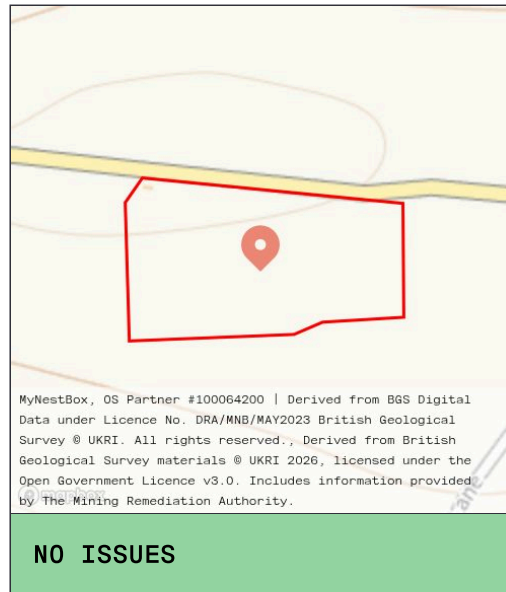 MyNestBox, OS Partner #100064200 | Derived from BGS Digital
Data under Licence No. DRA/MNB/MAY2023 British Geological
Survey © UKRI. All rights reserved., Derived from British
Geological Survey materials © UKRI 2026, licensed under the
Open Government Licence v3.0. Includes information provided
by The Mining Remediation Authority.
mapbox
NO ISSUES